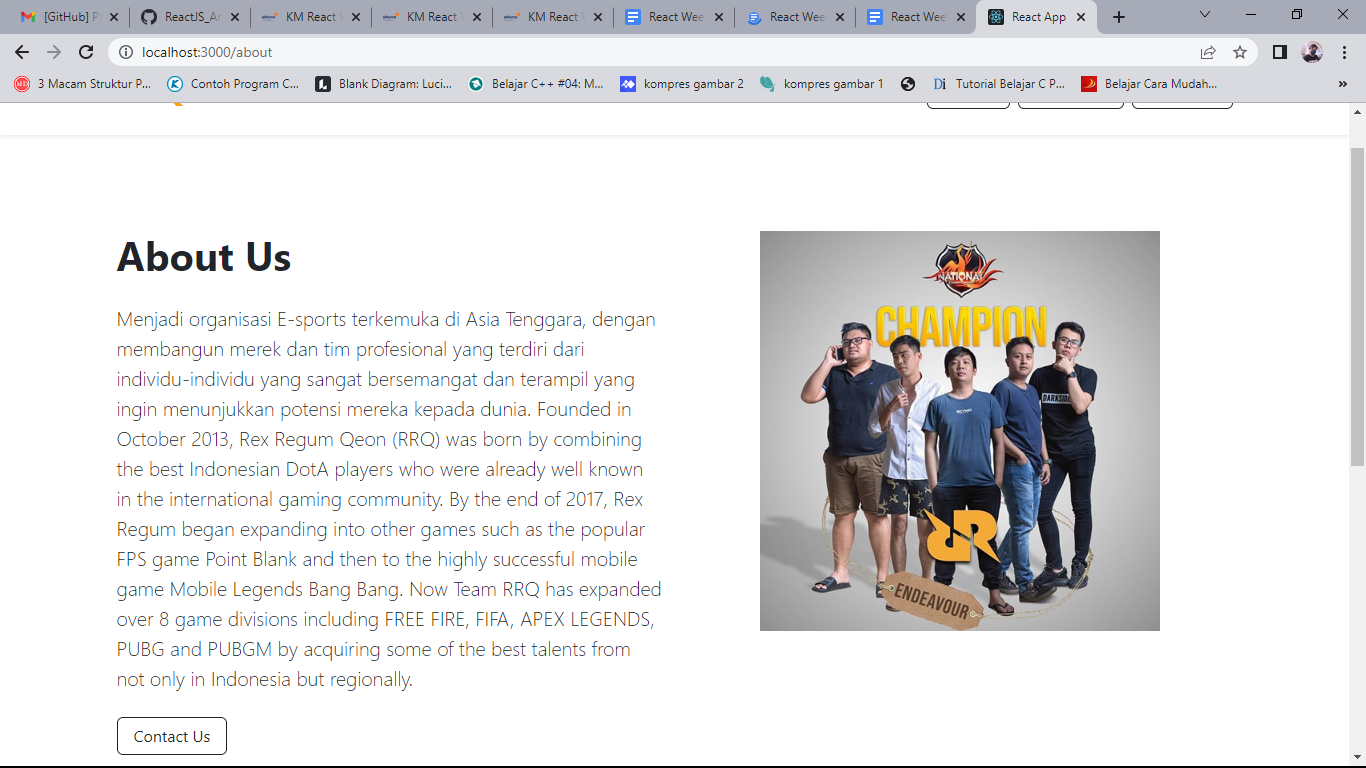 [GitHub] Pl
ReactJS_Ar
KM React V
KM React V
KM React V
React Wee
React Wee
React Wee
React App
localhost:3000/about
3 Macam Struktur P...
Contoh Program C...
Blank Diagram: Luci...
Belajar C++ #04: M...
kompres gambar 2
kompres gambar 1
Tutorial Belajar C P...
Belajar Cara Mudah...
About Us
Menjadi organisasi E-sports terkemuka di Asia Tenggara, dengan
membangun merek dan tim profesional yang terdiri dari
individu-individu yang sangat bersemangat dan terampil yang
ingin menunjukkan potensi mereka kepada dunia. Founded in
October 2013, Rex Regum Qeon (RRQ) was born by combining
the best Indonesian DotA players who were already well known
in the international gaming community. By the end of 2017, Rex
Regum began expanding into other games such as the popular
FPS game Point Blank and then to the highly successful mobile
game Mobile Legends Bang Bang. Now Team RRQ has expanded
over 8 game divisions including FREE FIRE, FIFA, APEX LEGENDS,
PUBG and PUBGM by acquiring some of the best talents from
not only in Indonesia but regionally.
Contact Us
NATIONAL
CHAMPION
DARKSIDE
ENDEAVOUR